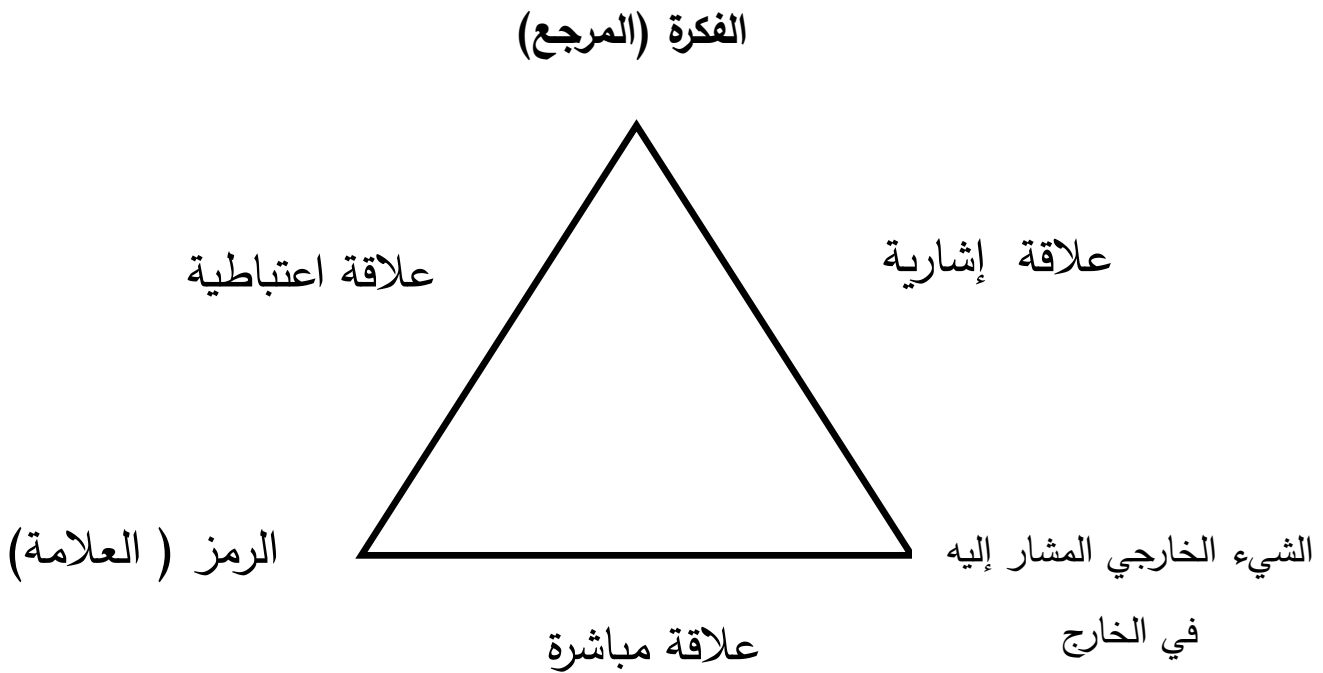 الفكرة (المرجع)
علاقة إشارية
علاقة اعتباطية
الشيء الخارجي المشار إليه
في الخارج
الرمز ( العلامة)
علاقة مباشرة